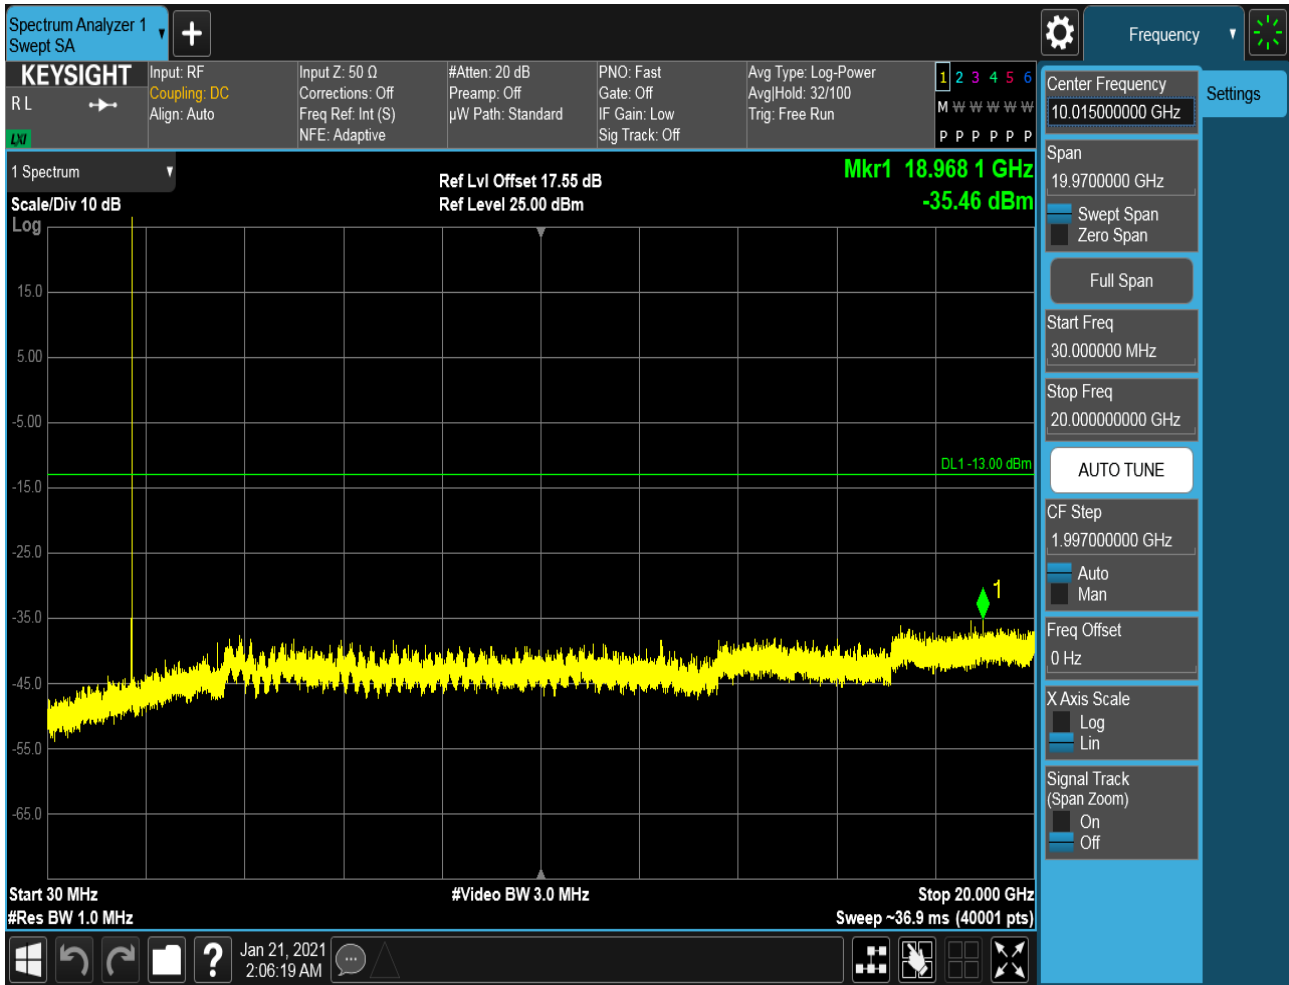 Spectrum Analyzer 1
Swept SA
Frequency
KEYSIGHT
R L
LXI
Input: RF
Coupling: DC
Align: Auto
Input Z: 50 Ω
Corrections: Off
Freq Ref: Int (S)
NFE: Adaptive
#Atten: 20 dB
Preamp: Off
µW Path: Standard
PNO: Fast
Gate: Off
IF Gain: Low
Sig Track: Off
Avg Type: Log-Power
Avg|Hold: 32/100
Trig: Free Run
1 2 3 4 5 6
M W W W W W
P P P P P P
1 Spectrum
Scale/Div 10 dB
Log
Ref Lvl Offset 17.55 dB
Ref Level 25.00 dBm
Mkr1 18.968 1 GHz
-35.46 dBm
15.0
5.00
-5.00
-15.0
-25.0
-35.0
-45.0
-55.0
-65.0
DL1 -13.00 dBm
1
Start 30 MHz
#Res BW 1.0 MHz
#Video BW 3.0 MHz
Stop 20.000 GHz
Sweep ~36.9 ms (40001 pts)
Center Frequency
10.015000000 GHz
Settings
Span
19.9700000 GHz
Swept Span
Zero Span
Full Span
Start Freq
30.000000 MHz
Stop Freq
20.000000000 GHz
AUTO TUNE
CF Step
1.997000000 GHz
Auto
Man
Freq Offset
0 Hz
X Axis Scale
Log
Lin
Signal Track
(Span Zoom)
On
Off
?
Jan 21, 2021
2:06:19 AM